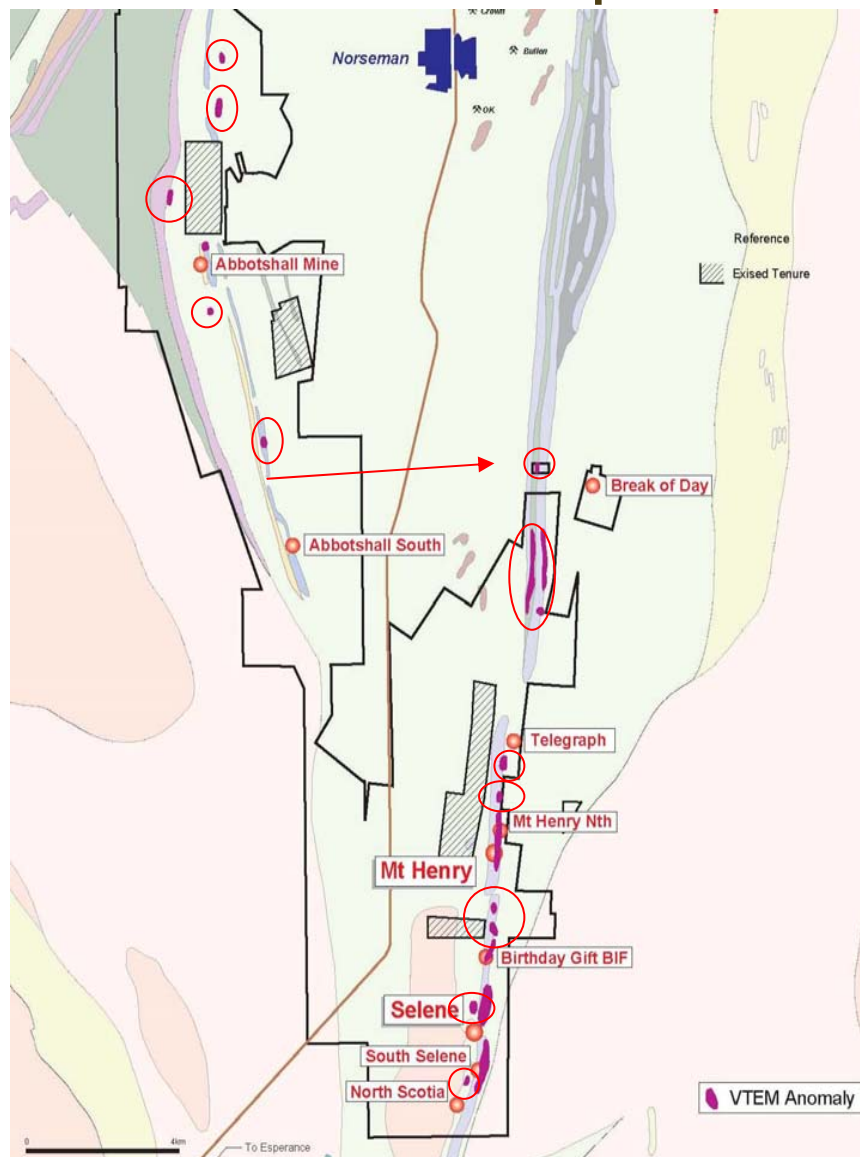 Crown
Norseman
Bullen
OK
Reference
Exised Tenure
Abbotshall Mine
Break of Day
Abbotshall South
Telegraph
Mt Henry Nth
Mt Henry
Birthday Gift BIF
Selene
South Selene
North Scotia
VTEM Anomaly
0 4km
To Esperance